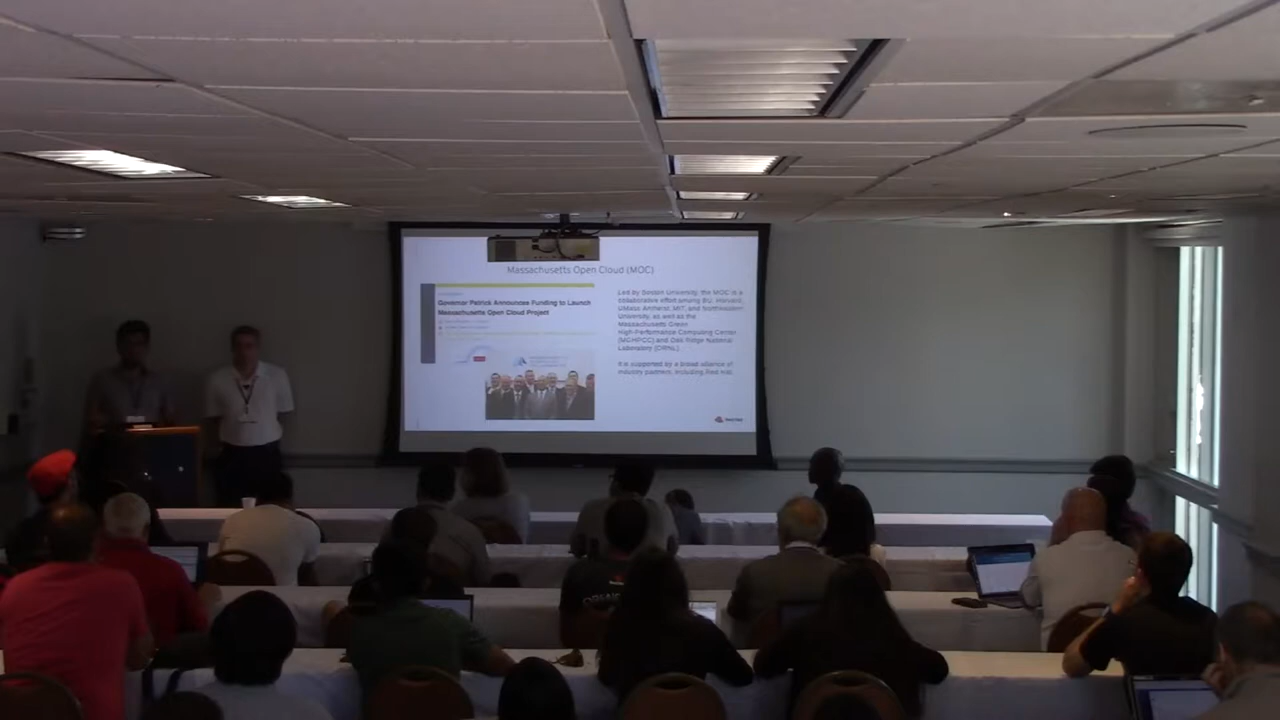 Massachusetts Open Cloud (MOC)
Governor Patrick Announces Funding to Launch
Massachusetts Open Cloud Project
Led by Boston University, the MOC is a
collaborative effort among BU, Harvard,
UMass Amherst, MIT, and Northeastern
University, as well as the
Massachusetts Green
High-Performance Computing Center
(MGHPCC) and Oak Ridge National
Laboratory (ORNL)
It is supported by a broad alliance of
industry partners, including Red Hat.